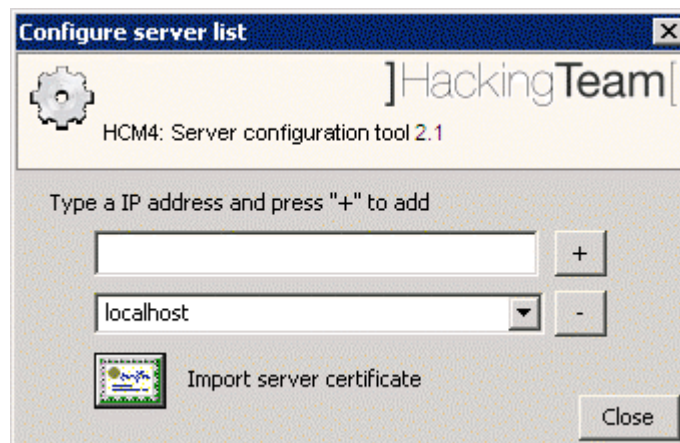 Configure server list
]HackingTeam[
HCM4: Server configuration tool 2.1
Type a IP address and press "+" to add
+
localhost
-
Import server certificate
Close